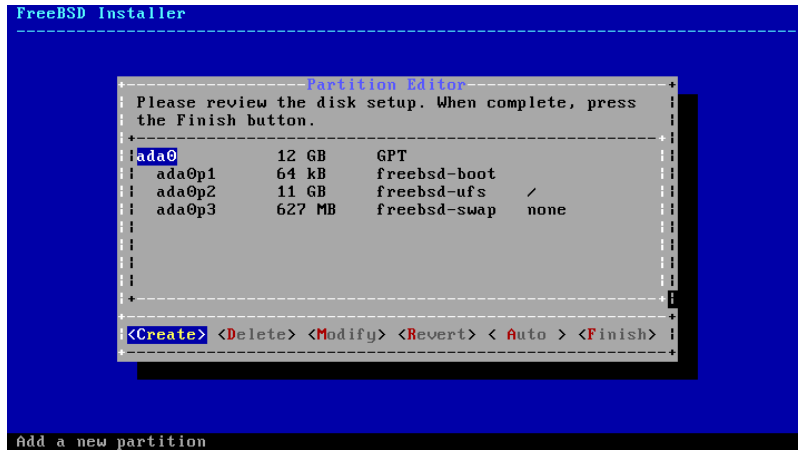 FreeBSD Installer
Partition Editor
Please review the disk setup. When complete, press
the Finish button.
ada0 12 GB GPT
ada0p1 64 kB freebsd-boot
ada0p2 11 GB freebsd-ufs /
ada0p3 627 MB freebsd-swap none
<Create> <Delete> <Modify> <Revert> < Auto > <Finish>
Add a new partition